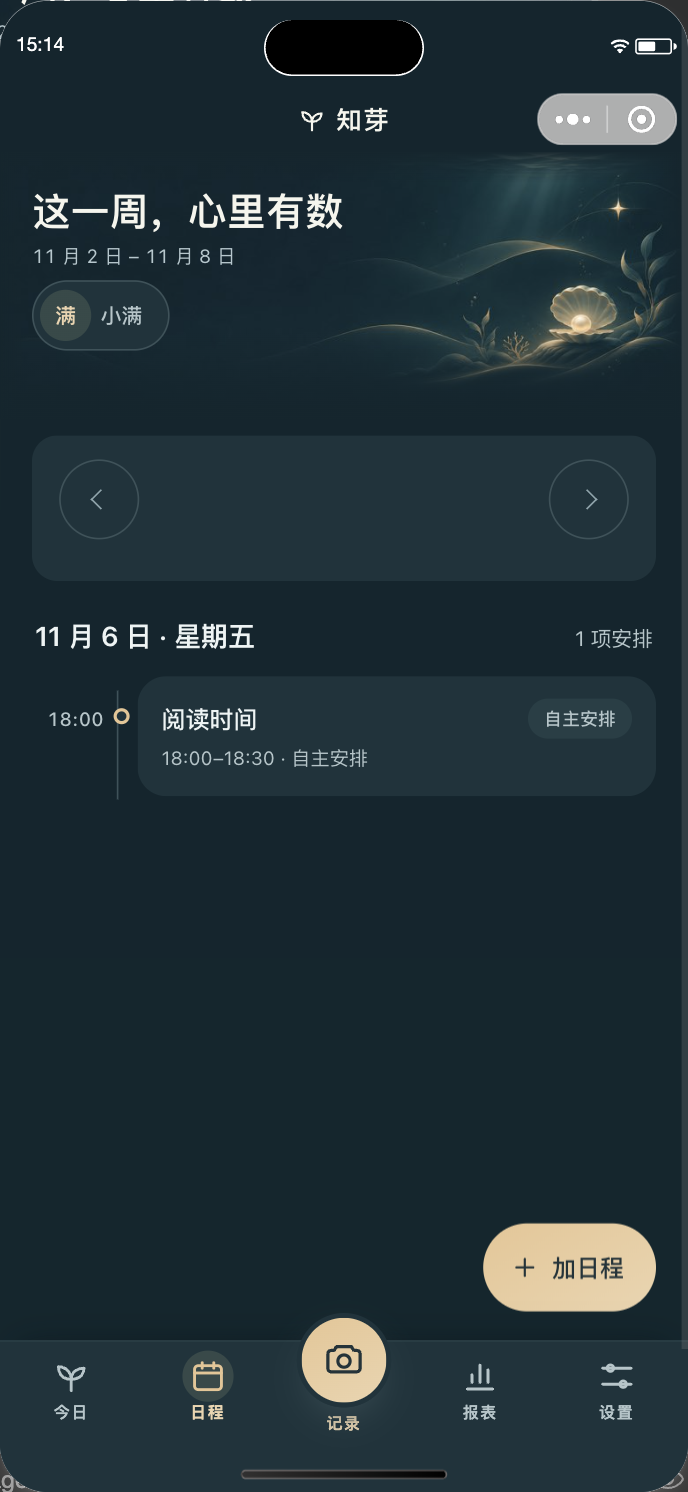 15:14
知芽
这一周，心里有数
11 月 2 日 – 11 月 8 日
满 小满
11 月 6 日 · 星期五
1 项安排
18:00
阅读时间
自主安排
18:00–18:30 · 自主安排
加日程
今日
日程
记录
报表
设置